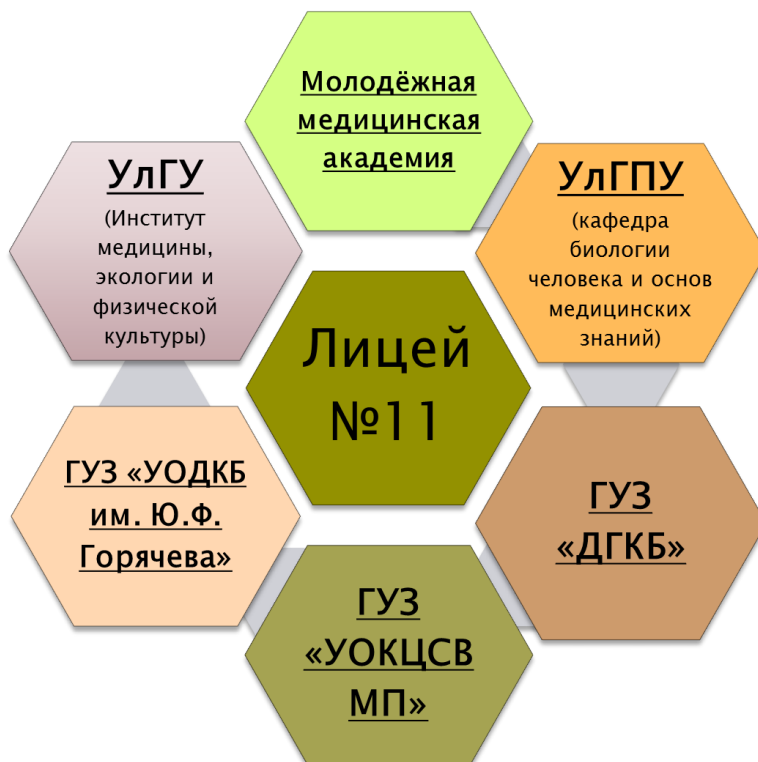 Молодёжная
медицинская
академия
УлГУ
(Институт
медицины,
экологии и
физической
культуры)
УлГПУ
(кафедра
биологии
человека и основ
медицинских
знаний)
Лицей
№11
ГУЗ «УОДКБ
им. Ю.Ф.
Горячева»
ГУЗ
«ДГКБ»
ГУЗ
«УОКЦСВ
МП»